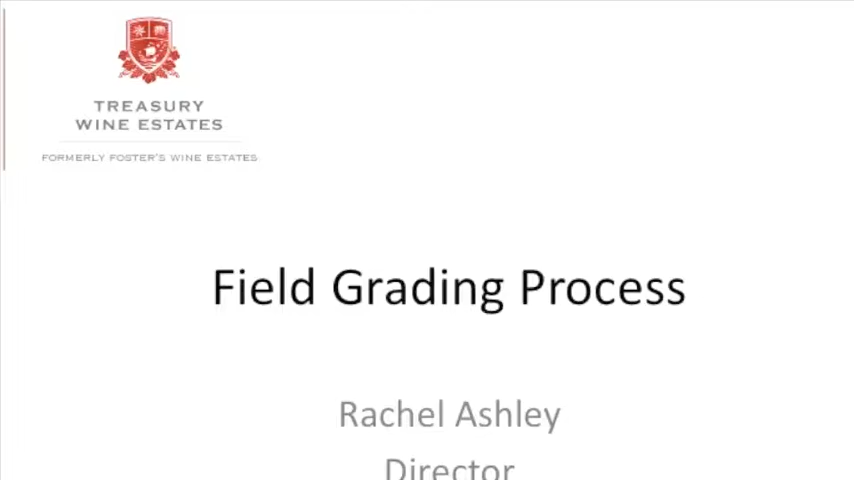 TREASURY
WINE ESTATES
FORMERLY FOSTER'S WINE ESTATES
Field Grading Process
Rachel Ashley
Director